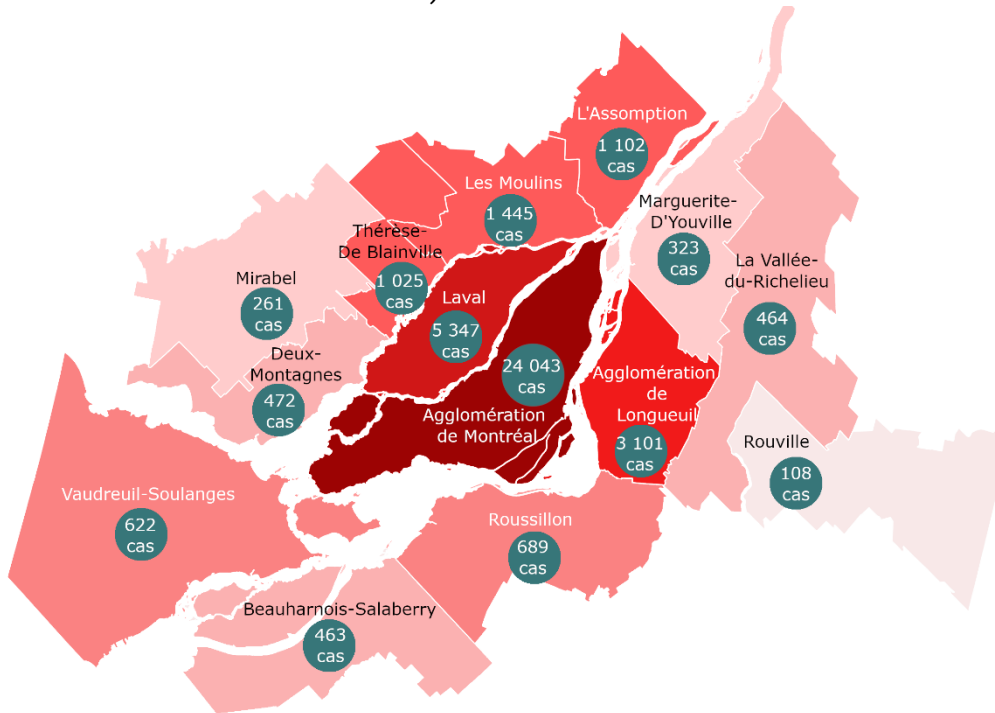 L'Assomption
1 102
cas
Les Moulins
1 445
cas
Marguerite-
D'Youville
323
cas
Thérèse-
De Blainville
1 025
cas
La Vallée-
du-Richelieu
464
cas
Mirabel
261
cas
Laval
5 347
cas
Deux-
Montagnes
472
cas
24 043
cas
Agglomération
de Montréal
Agglomération
de
Longueuil
3 101
cas
Rouville
108
cas
Vaudreuil-Soulanges
622
cas
Roussillon
689
cas
Beauharnois-Salaberry
463
cas